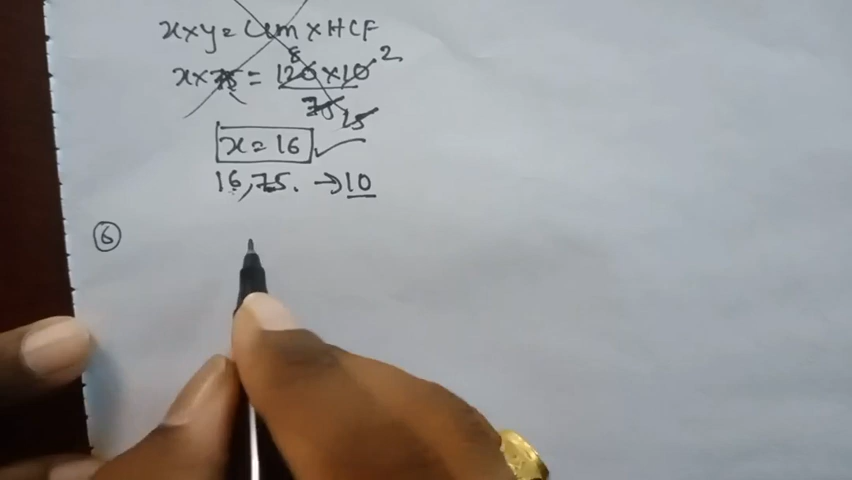 x×y = Lcm × HCF
x×75 = 120 × 10 8 2
75 15
x = 16 ✓
16, 75. → 10
6